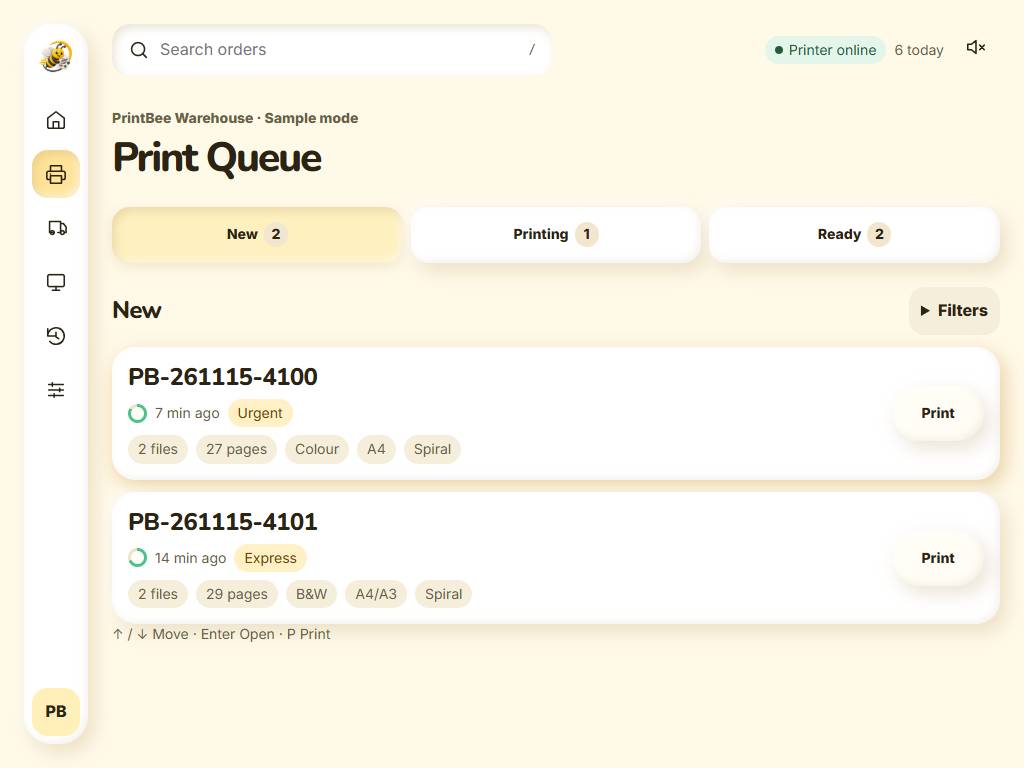 Search orders /
Printer online 6 today
PrintBee Warehouse · Sample mode
Print Queue
New 2
Printing 1
Ready 2
New
▶ Filters
PB-261115-4100
7 min ago Urgent
2 files 27 pages Colour A4 Spiral
Print
PB-261115-4101
14 min ago Express
2 files 29 pages B&W A4/A3 Spiral
Print
↑ / ↓ Move · Enter Open · P Print
PB